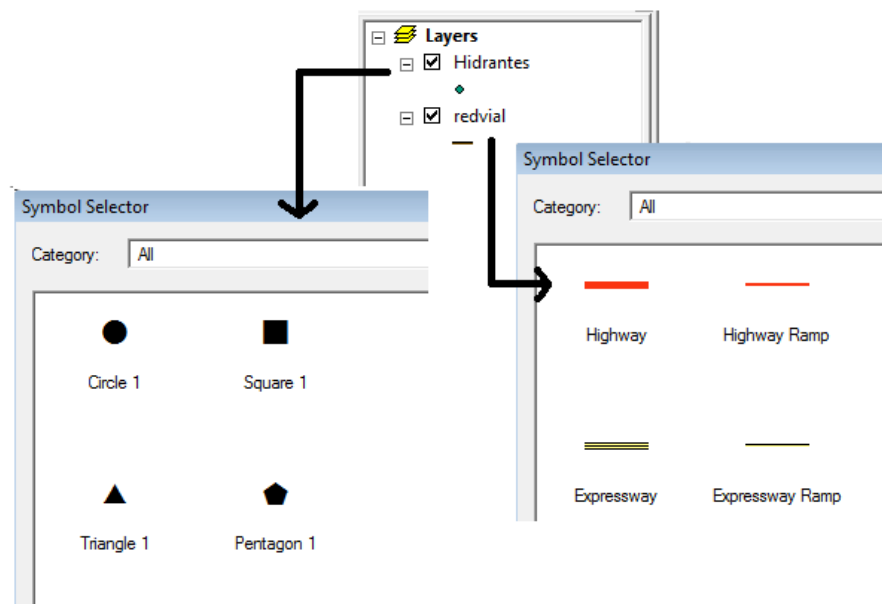 Layers
Hidrantes
redvial
Symbol Selector
Category: All
Circle 1 Square 1
Triangle 1 Pentagon 1
Symbol Selector
Category: All
Highway Highway Ramp
Expressway Expressway Ramp